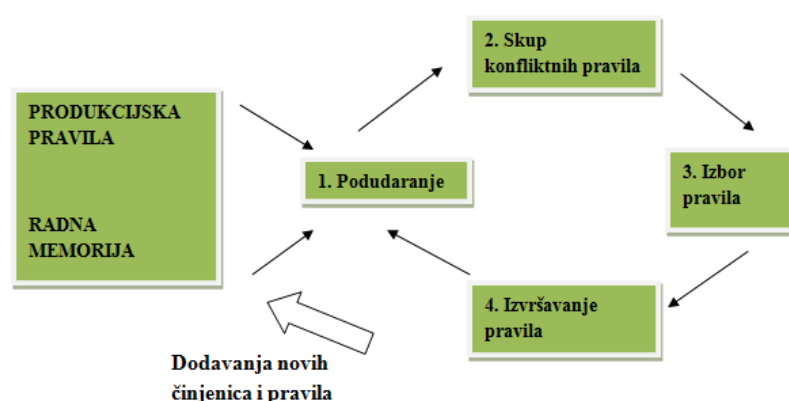 PRODUKCIJSKA
PRAVILA
RADNA
MEMORIJA
1. Podudaranje
2. Skup
konfliktnih pravila
3. Izbor
pravila
4. Izvršavanje
pravila
Dodavanja novih
činjenica i pravila